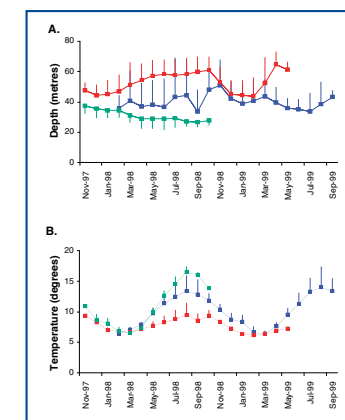 A.
Depth (metres)
80
60
40
20
0
Nov-97
Jan-98
Mar-98
May-98
Jul-98
Sep-98
Nov-98
Jan-99
Mar-99
May-99
Jul-99
Sep-99
B.
Temperature (degrees)
20
15
10
5
0
Nov-97
Jan-98
Mar-98
May-98
Jul-98
Sep-98
Nov-98
Jan-99
Mar-99
May-99
Jul-99
Sep-99